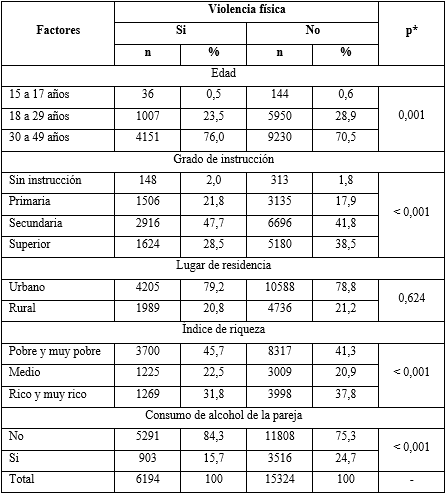 Factores Violencia física p*
Si No
n % n %
Edad
15 a 17 años 36 0,5 144 0,6 0,001
18 a 29 años 1007 23,5 5950 28,9
30 a 49 años 4151 76,0 9230 70,5
Grado de instrucción
Sin instrucción 148 2,0 313 1,8 < 0,001
Primaria 1506 21,8 3135 17,9
Secundaria 2916 47,7 6696 41,8
Superior 1624 28,5 5180 38,5
Lugar de residencia
Urbano 4205 79,2 10588 78,8 0,624
Rural 1989 20,8 4736 21,2
Indice de riqueza
Pobre y muy pobre 3700 45,7 8317 41,3 < 0,001
Medio 1225 22,5 3009 20,9
Rico y muy rico 1269 31,8 3998 37,8
Consumo de alcohol de la pareja
No 5291 84,3 11808 75,3 < 0,001
Si 903 15,7 3516 24,7
Total 6194 100 15324 100 -